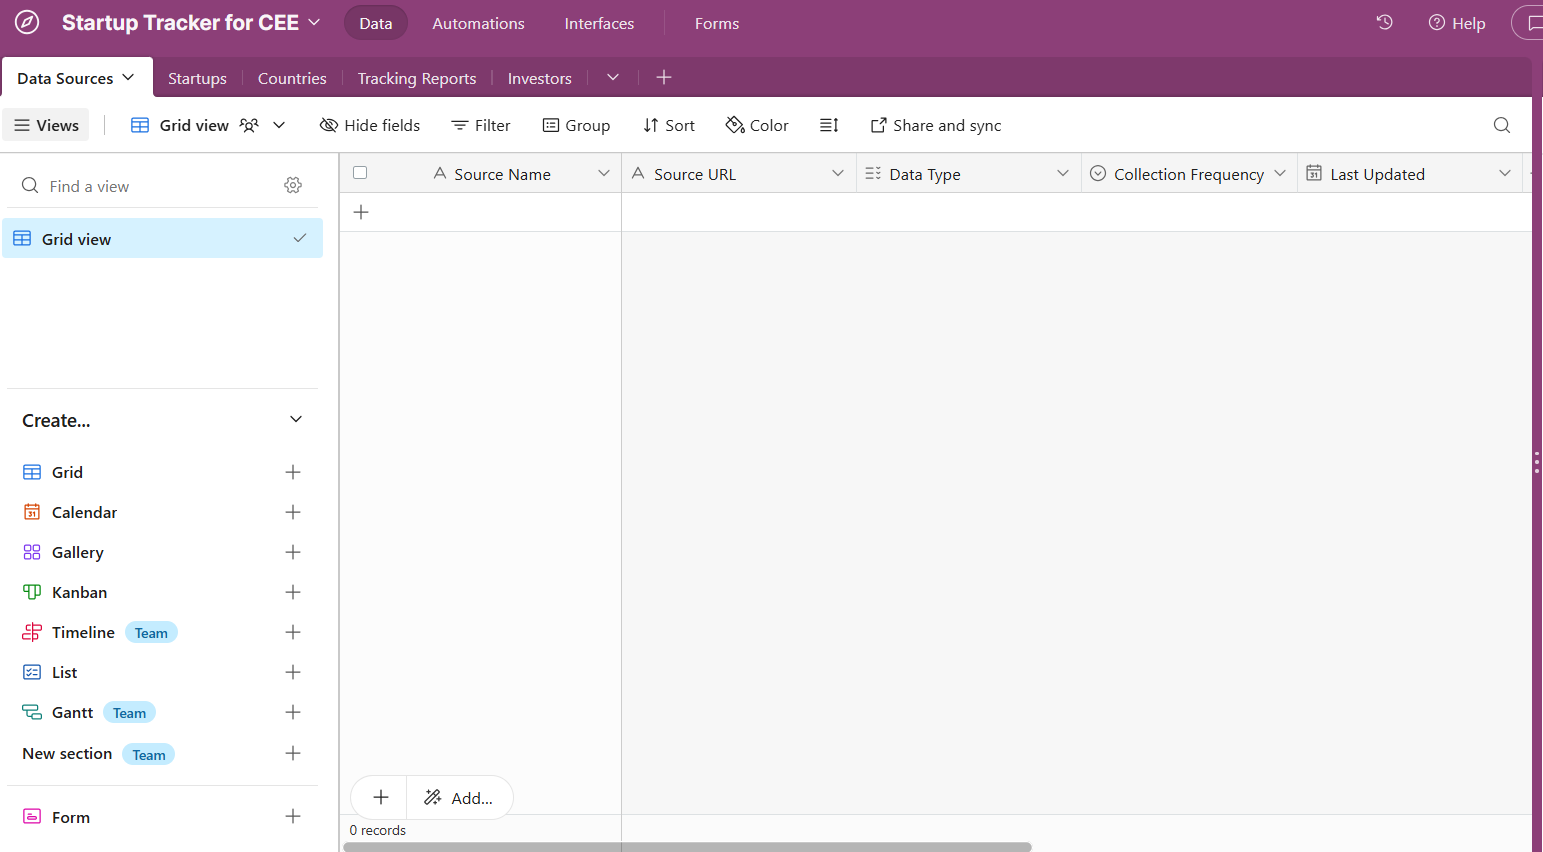 Startup Tracker for CEE Data Automations Interfaces Forms Help
Data Sources Startups Countries Tracking Reports Investors
Views Grid view Hide fields Filter Group Sort Color Share and sync
Find a view
Source Name Source URL Data Type Collection Frequency Last Updated
Grid view
Create...
Grid
Calendar
Gallery
Kanban
Timeline Team
List
Gantt Team
New section Team
Add...
Form
0 records